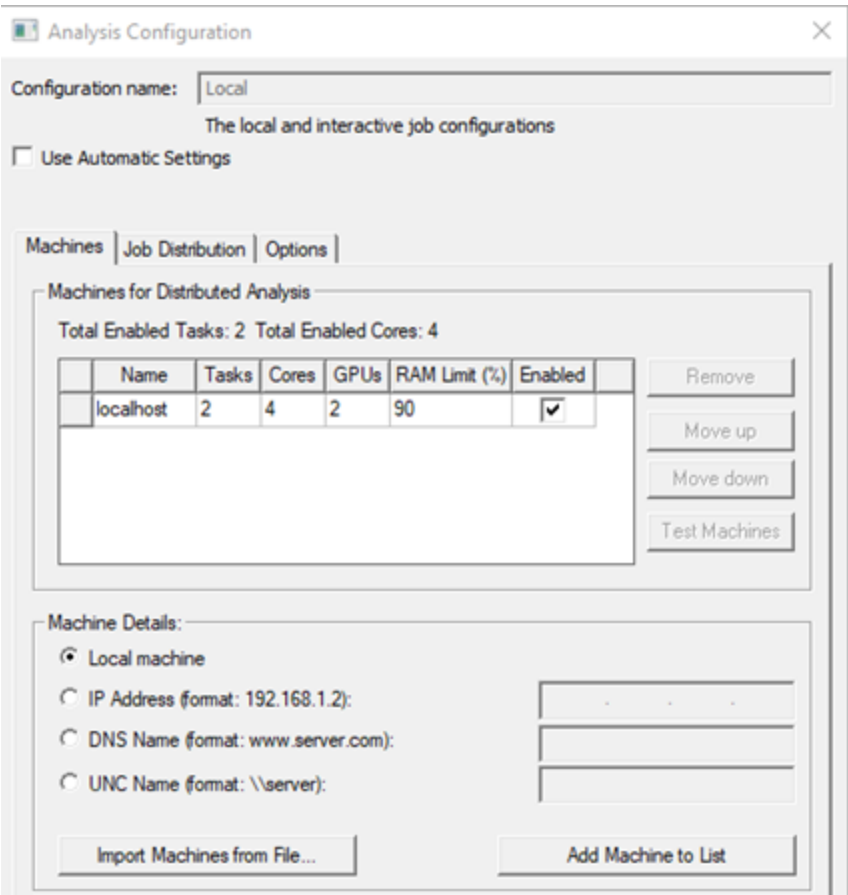 Analysis Configuration
Configuration name: Local
The local and interactive job configurations
Use Automatic Settings
Machines Job Distribution Options
Machines for Distributed Analysis
Total Enabled Tasks: 2 Total Enabled Cores: 4
Name Tasks Cores GPUs RAM Limit (%) Enabled
localhost 2 4 2 90
Remove
Move up
Move down
Test Machines
Machine Details:
Local machine
IP Address (format: 192.168.1.2):
DNS Name (format: www.server.com):
UNC Name (format: \\server):
Import Machines from File... Add Machine to List